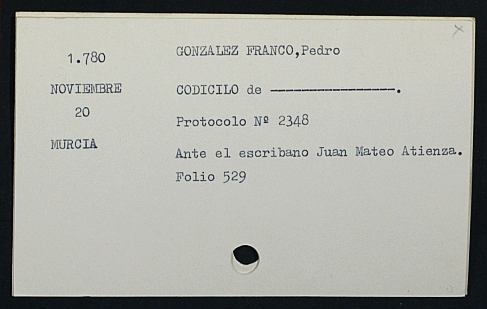 1.780
NOVIEMBRE
20
MURCIA
GONZALEZ FRANCO,Pedro
CODICILO de ----------------.
Protocolo Nº 2348
Ante el escribano Juan Mateo Atienza.
Folio 529